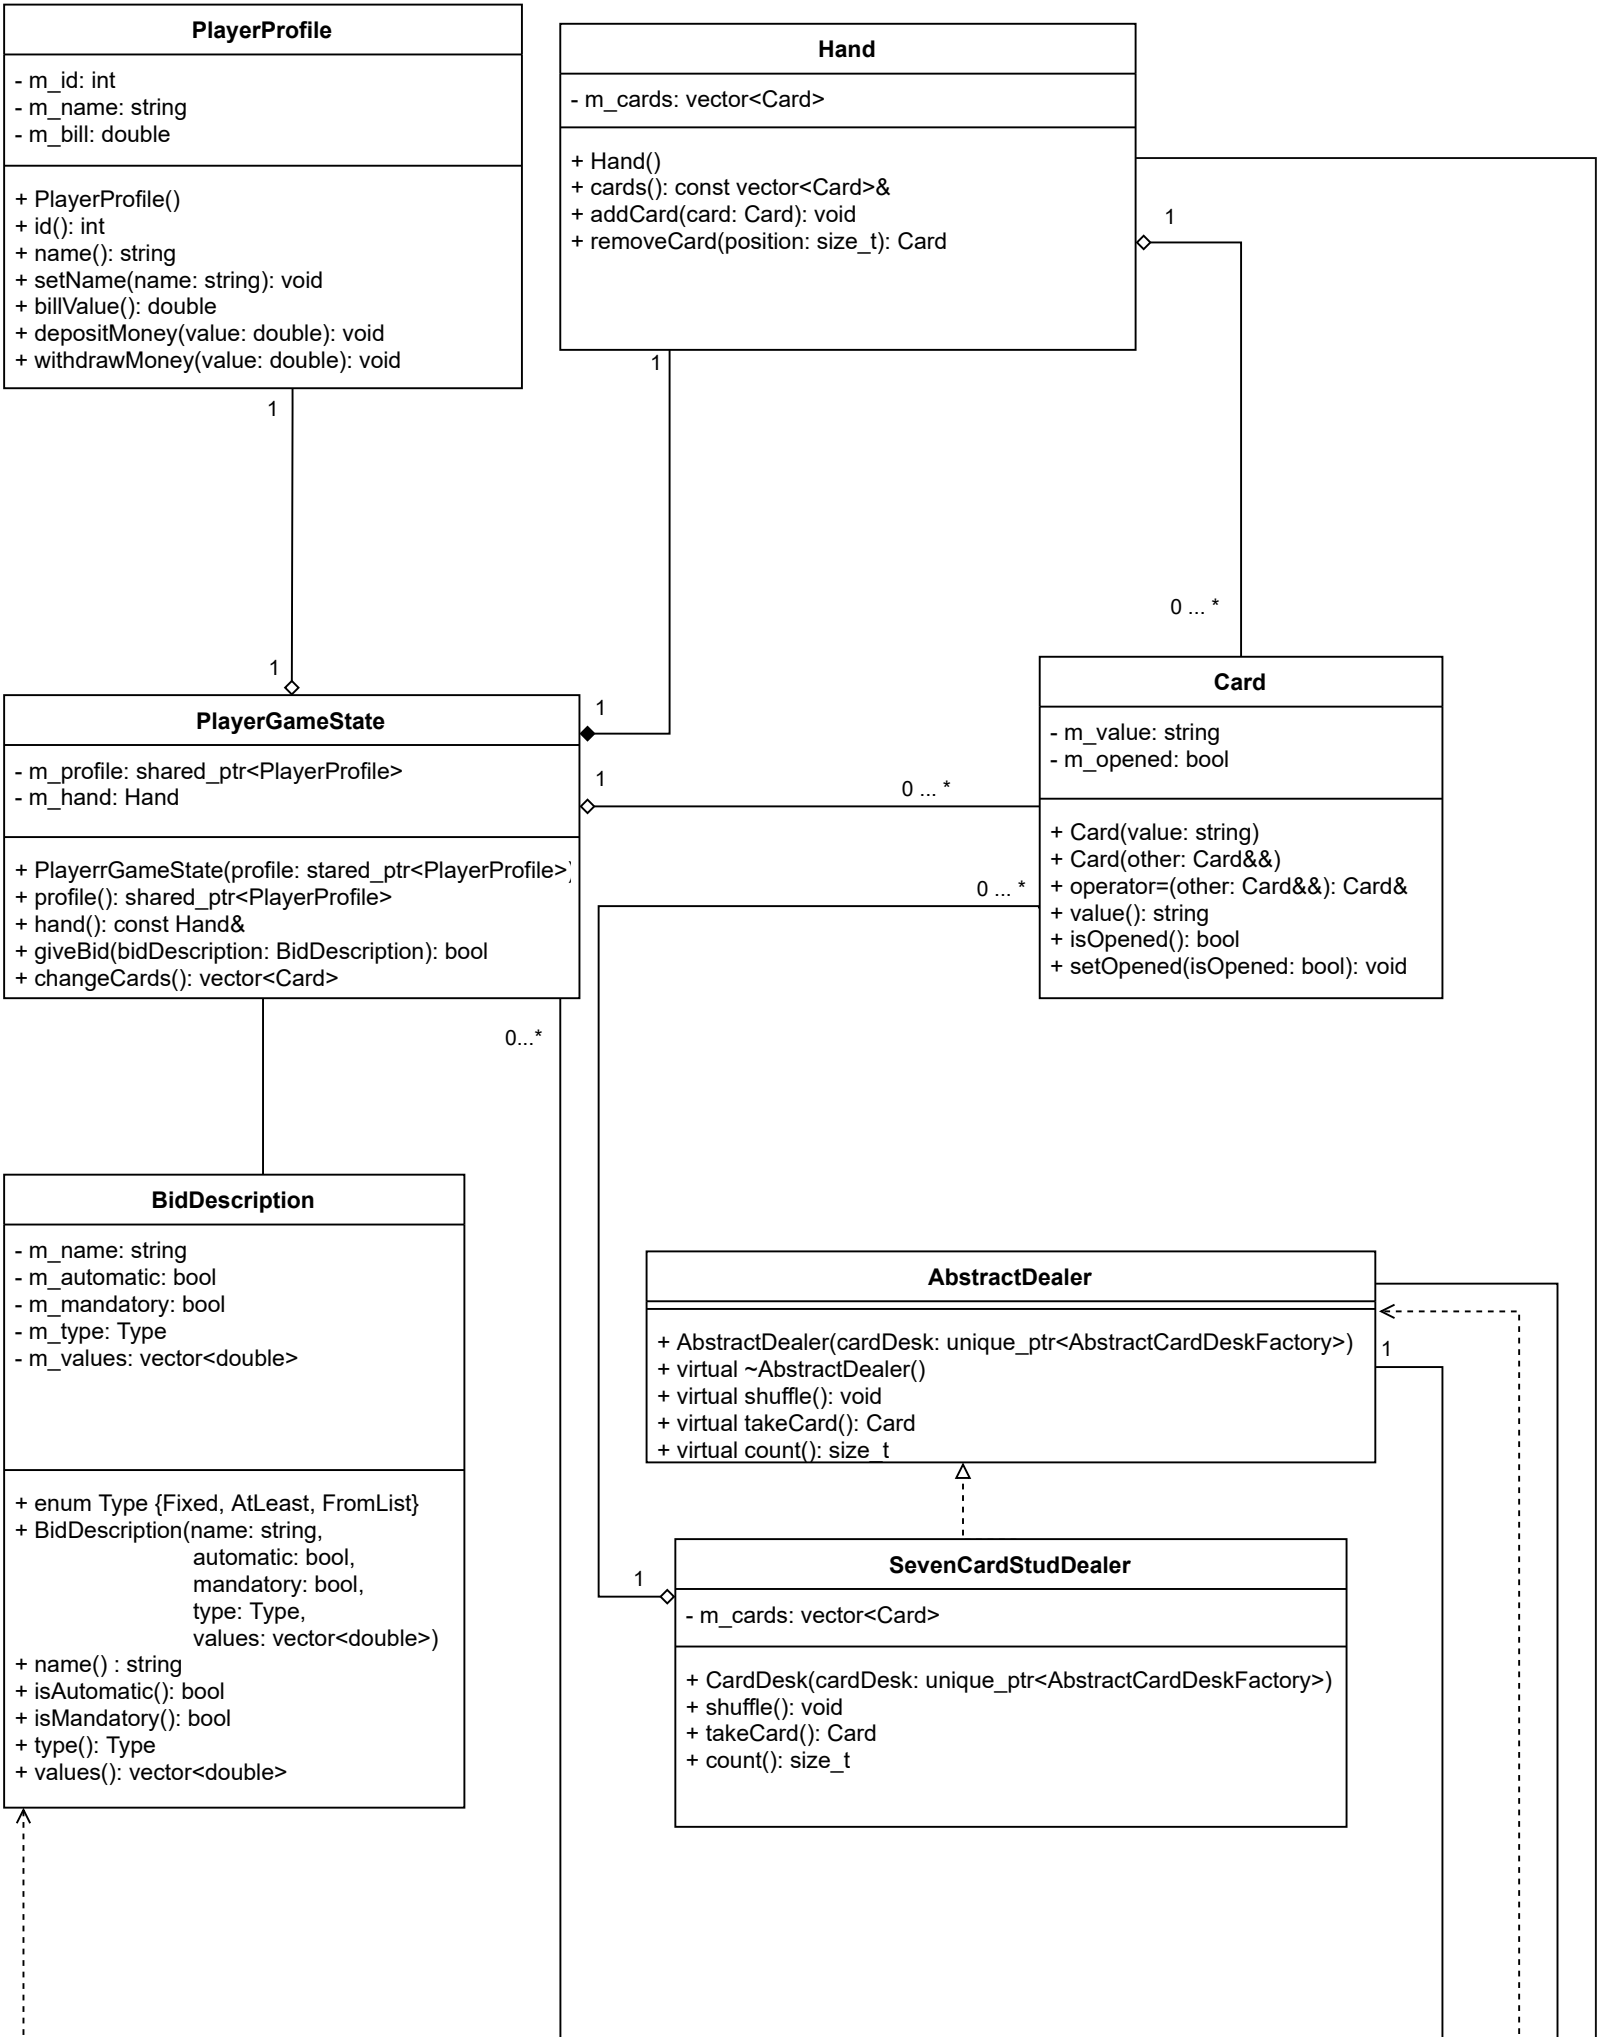 PlayerProfile
- m_id: int
- m_name: string
- m_bill: double
+ PlayerProfile()
+ id(): int
+ name(): string
+ setName(name: string): void
+ billValue(): double
+ depositMoney(value: double): void
+ withdrawMoney(value: double): void
1
1
Hand
- m_cards: vector<Card>
+ Hand()
+ cards(): const vector<Card>&
+ addCard(card: Card): void
+ removeCard(position: size_t): Card
1
1
0 ... *
1
PlayerGameState
- m_profile: shared_ptr<PlayerProfile>
- m_hand: Hand
+ PlayerrGameState(profile: stared_ptr<PlayerProfile>)
+ profile(): shared_ptr<PlayerProfile>
+ hand(): const Hand&
+ giveBid(bidDescription: BidDescription): bool
+ changeCards(): vector<Card>
1
0 ... *
0 ... *
0...*
Card
- m_value: string
- m_opened: bool
+ Card(value: string)
+ Card(other: Card&&)
+ operator=(other: Card&&): Card&
+ value(): string
+ isOpened(): bool
+ setOpened(isOpened: bool): void
BidDescription
- m_name: string
- m_automatic: bool
- m_mandatory: bool
- m_type: Type
- m_values: vector<double>
+ enum Type {Fixed, AtLeast, FromList}
+ BidDescription(name: string,
automatic: bool,
mandatory: bool,
type: Type,
values: vector<double>)
+ name() : string
+ isAutomatic(): bool
+ isMandatory(): bool
+ type(): Type
+ values(): vector<double>
AbstractDealer
+ AbstractDealer(cardDesk: unique_ptr<AbstractCardDeskFactory>)
+ virtual ~AbstractDealer()
+ virtual shuffle(): void
+ virtual takeCard(): Card
+ virtual count(): size_t
1
1
SevenCardStudDealer
- m_cards: vector<Card>
+ CardDesk(cardDesk: unique_ptr<AbstractCardDeskFactory>)
+ shuffle(): void
+ takeCard(): Card
+ count(): size_t